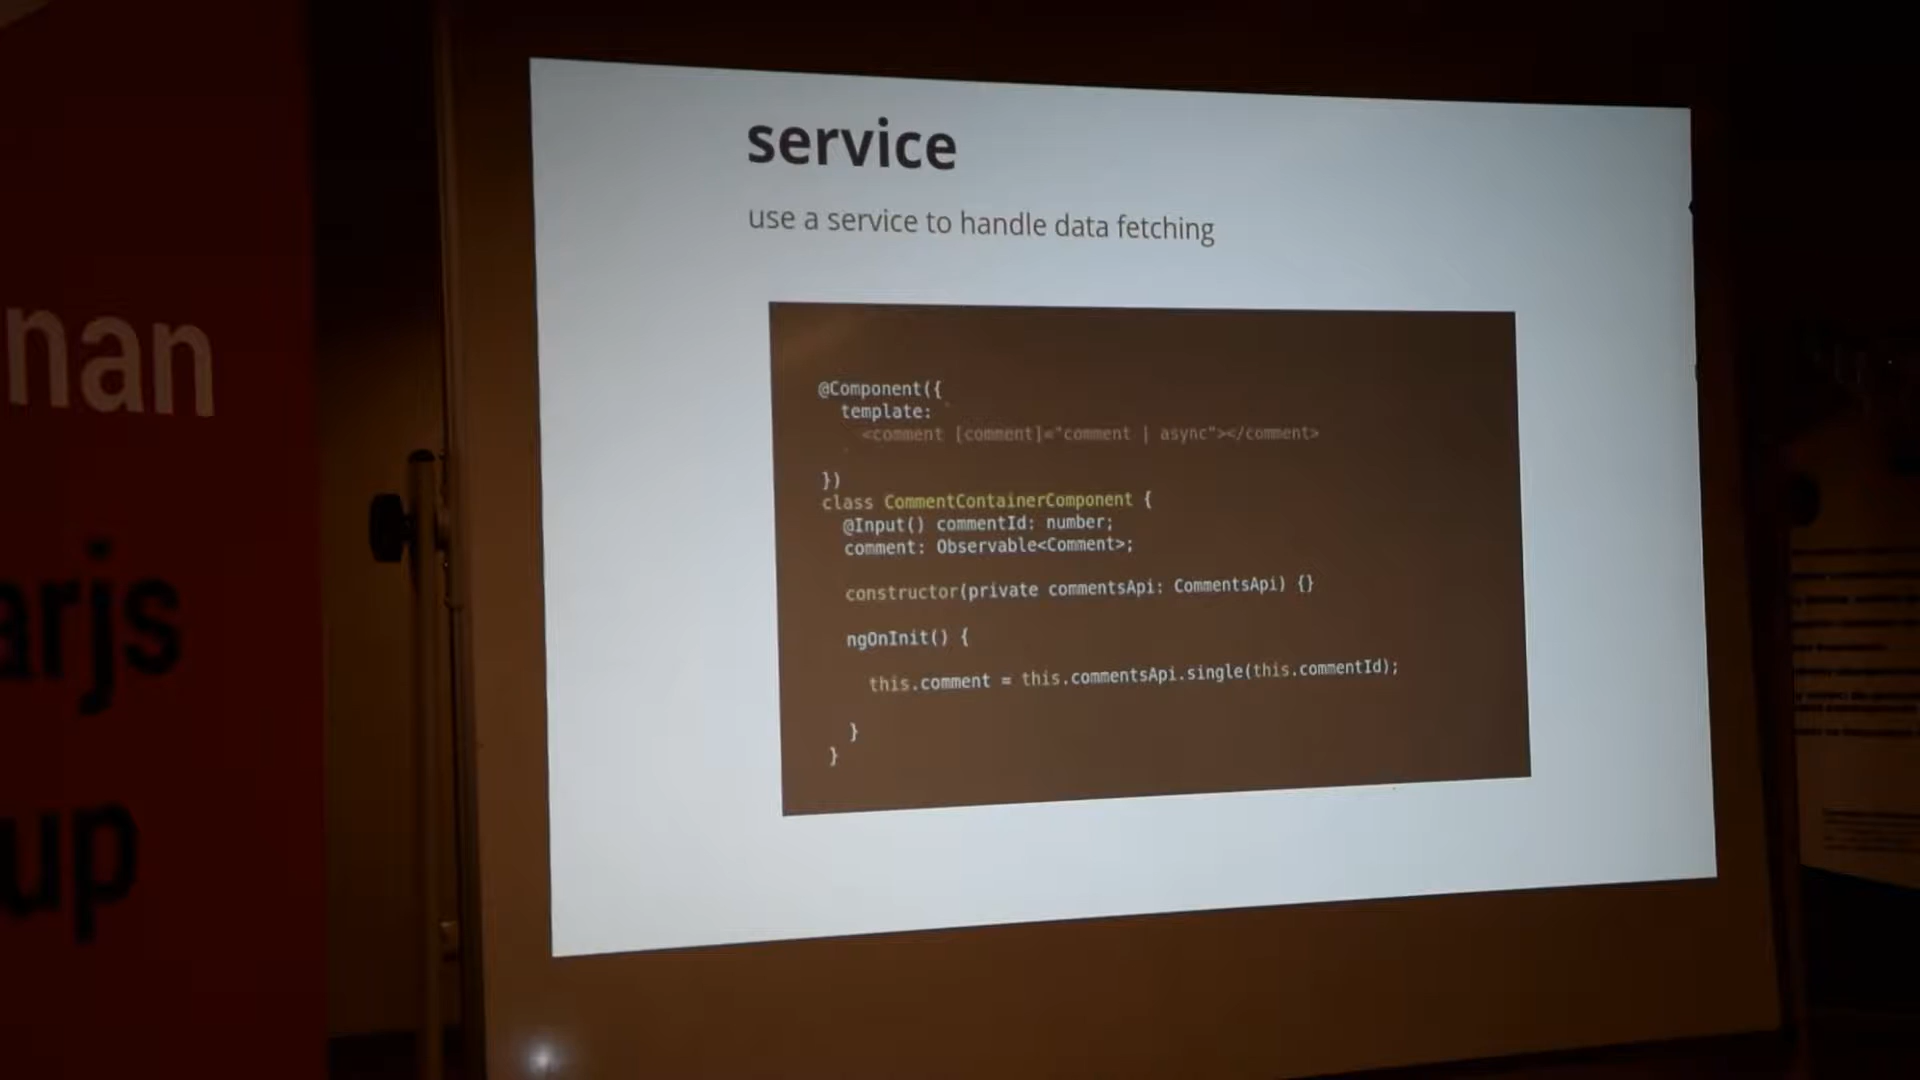 service
use a service to handle data fetching
@Component({
template:
<comment [comment]="comment | async"></comment>
})
class CommentContainerComponent {
@Input() commentId: number;
comment: Observable<Comment>;
constructor(private commentsApi: CommentsApi) {}
ngOnInit() {
this.comment = this.commentsApi.single(this.commentId);
}
}
nan
arjs
up